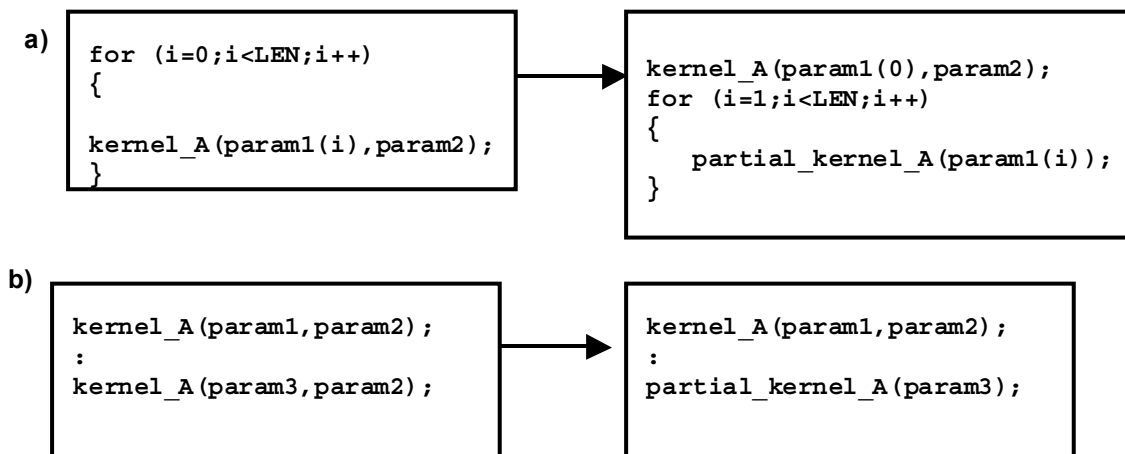 a)
for (i=0;i<LEN;i++)
{
kernel_A(param1(i),param2);
}
kernel_A(param1(0),param2);
for (i=1;i<LEN;i++)
{
partial_kernel_A(param1(i));
}
b)
kernel_A(param1,param2);
:
kernel_A(param3,param2);
kernel_A(param1,param2);
:
partial_kernel_A(param3);